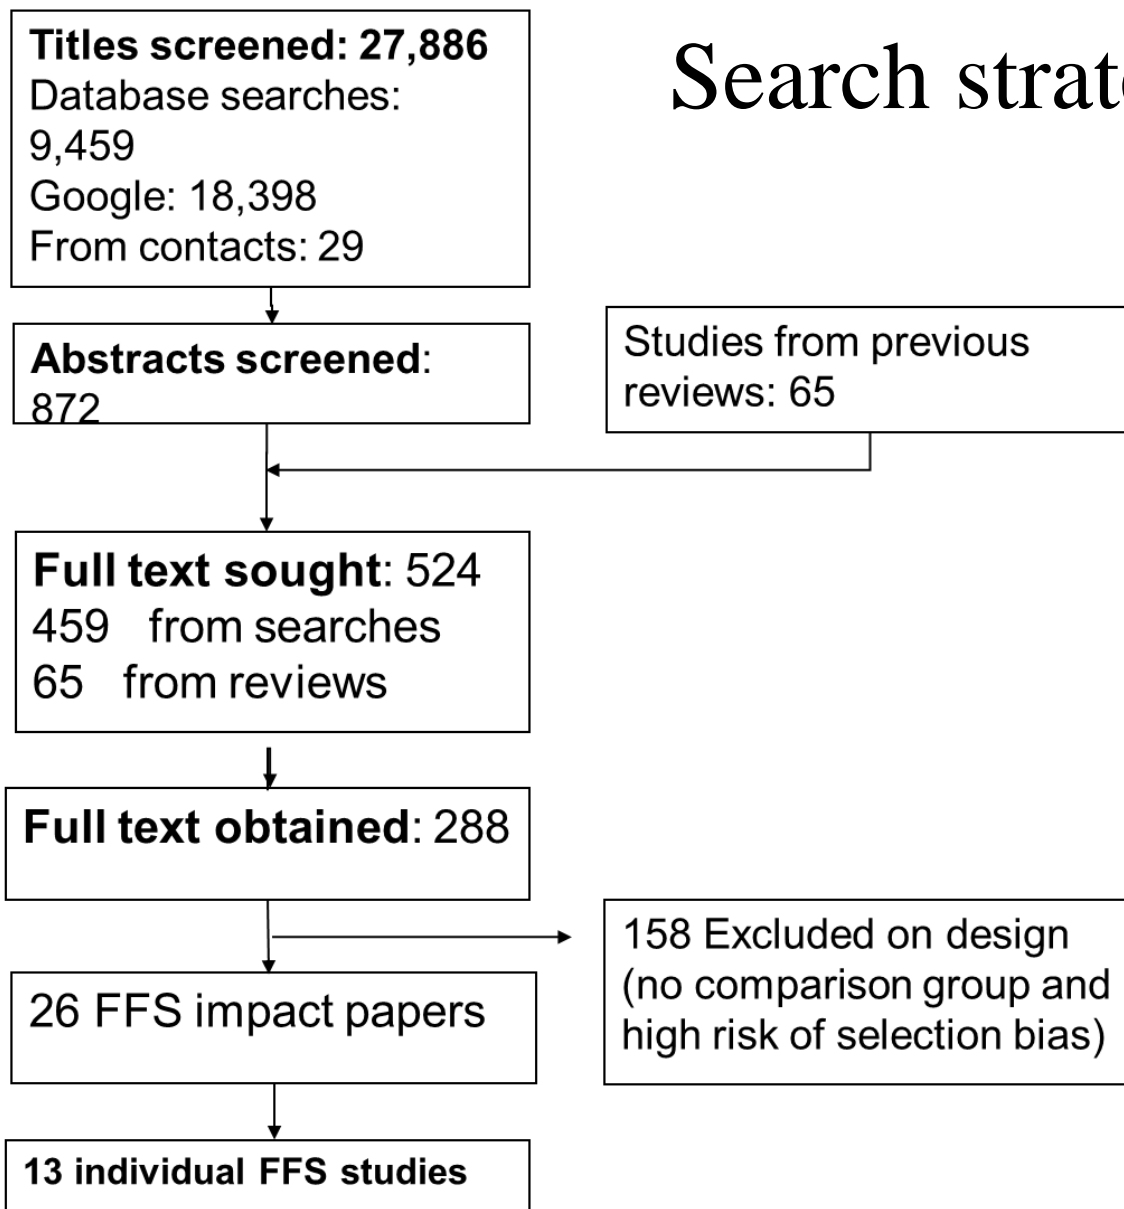 Search strat
Titles screened: 27,886
Database searches:
9,459
Google: 18,398
From contacts: 29
Abstracts screened:
872
Studies from previous
reviews: 65
Full text sought: 524
459 from searches
65 from reviews
Full text obtained: 288
158 Excluded on design
(no comparison group and
high risk of selection bias)
26 FFS impact papers
13 individual FFS studies